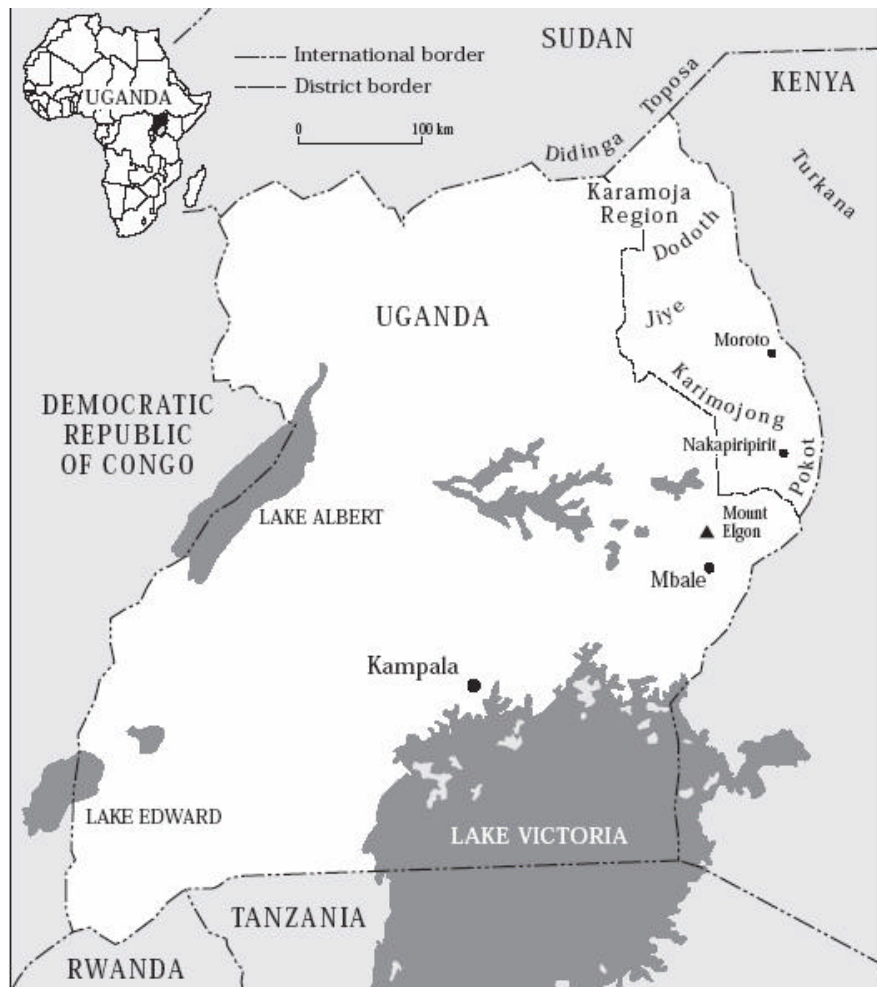 SUDAN
International border
District border
UGANDA
KENYA
0 100 km
Toposa
Didinga
Turkana
Karamoja
Region
Dodoth
UGANDA
Jiye
Moroto
DEMOCRATIC
REPUBLIC
OF CONGO
Karimojong
Nakapiripirit
Pokot
LAKE ALBERT
Mount
Elgon
Mbale
Kampala
LAKE EDWARD
LAKE VICTORIA
TANZANIA
RWANDA